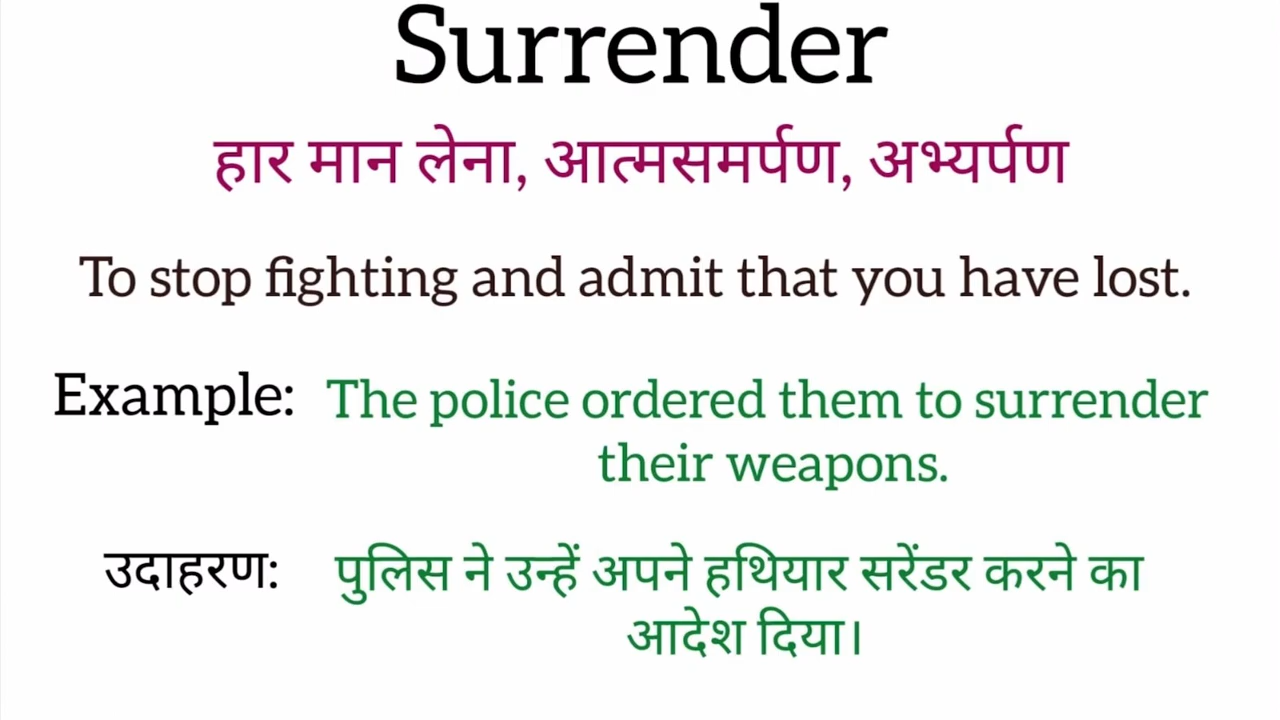 Surrender
हार मान लेना, आत्मसमर्पण, अभ्यर्पण
To stop fighting and admit that you have lost.
Example: The police ordered them to surrender
their weapons.
उदाहरण: पुलिस ने उन्हें अपने हथियार सरेंडर करने का
आदेश दिया।